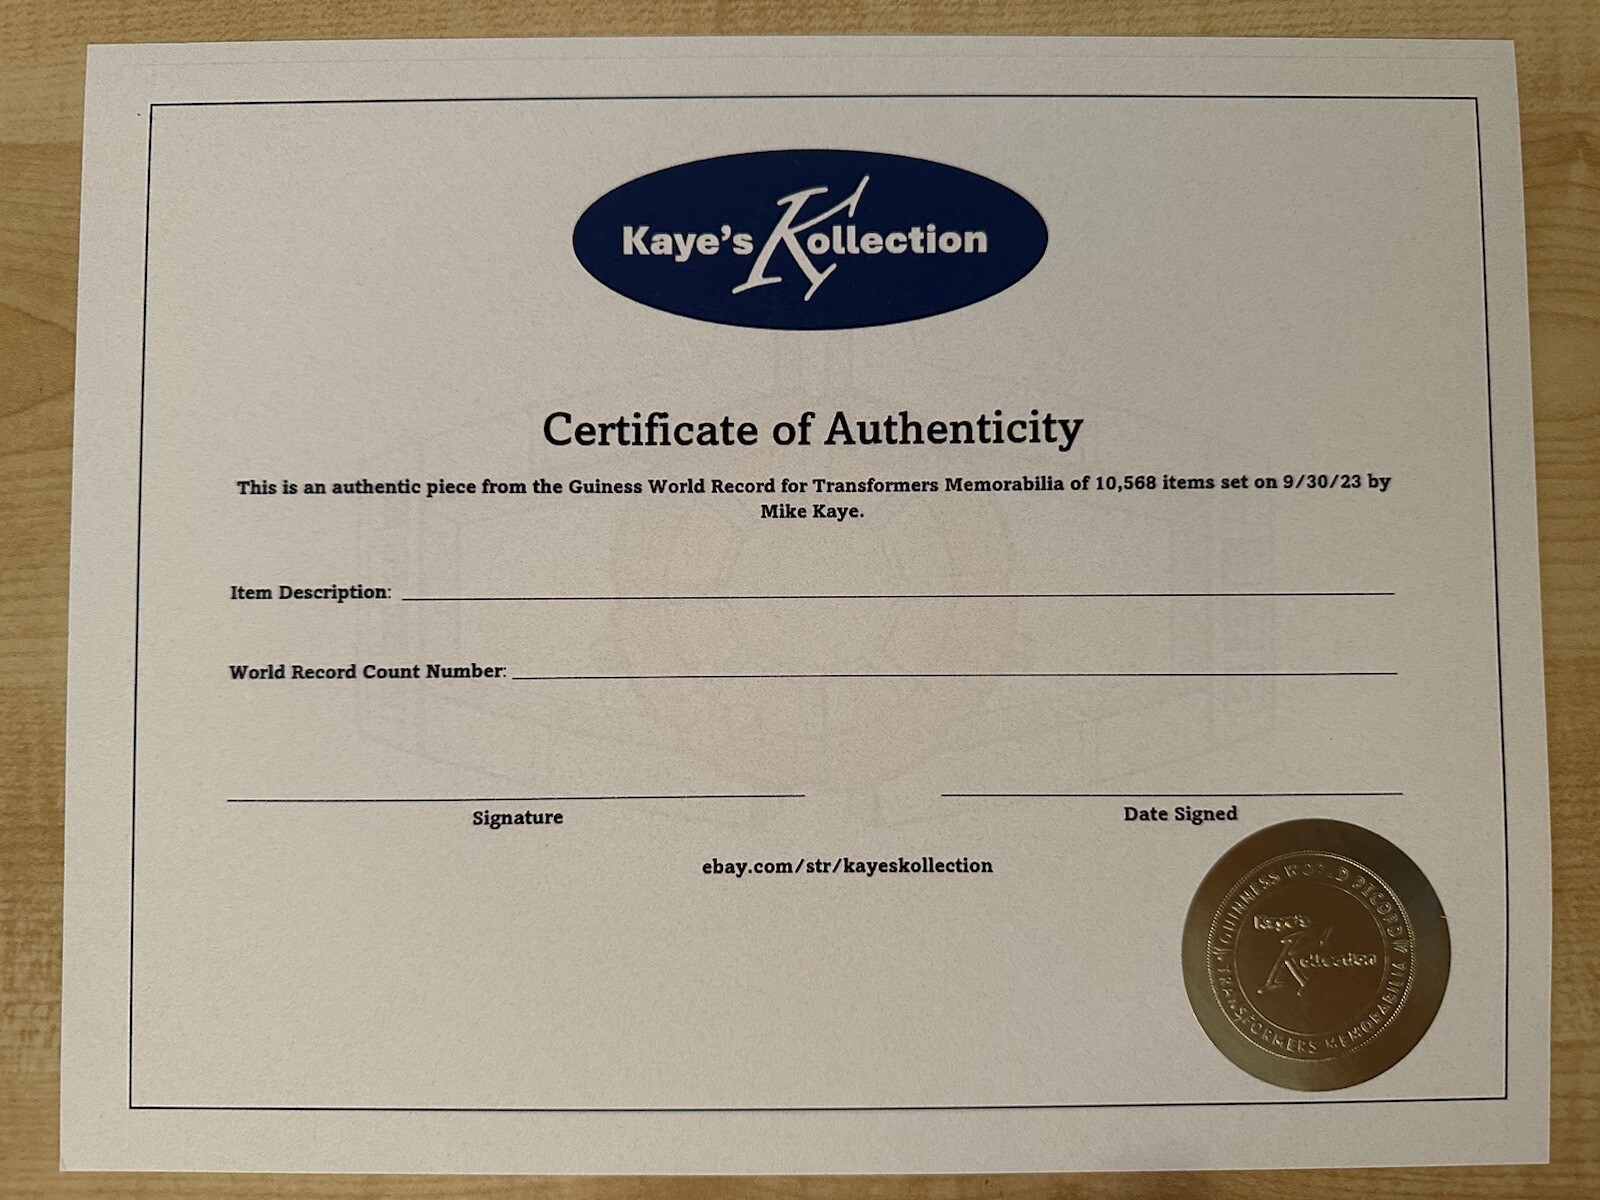 Kaye's Kollection
Certificate of Authenticity
This is an authentic piece from the Guiness World Record for Transformers Memorabilia of 10,568 items set on 9/30/23 by
Mike Kaye.
Item Description:
World Record Count Number:
Signature
Date Signed
ebay.com/str/kayeskollection
GUINNESS WORLD RECORD
Kaye's
Kollection
TRANSFORMERS MEMORABILIA